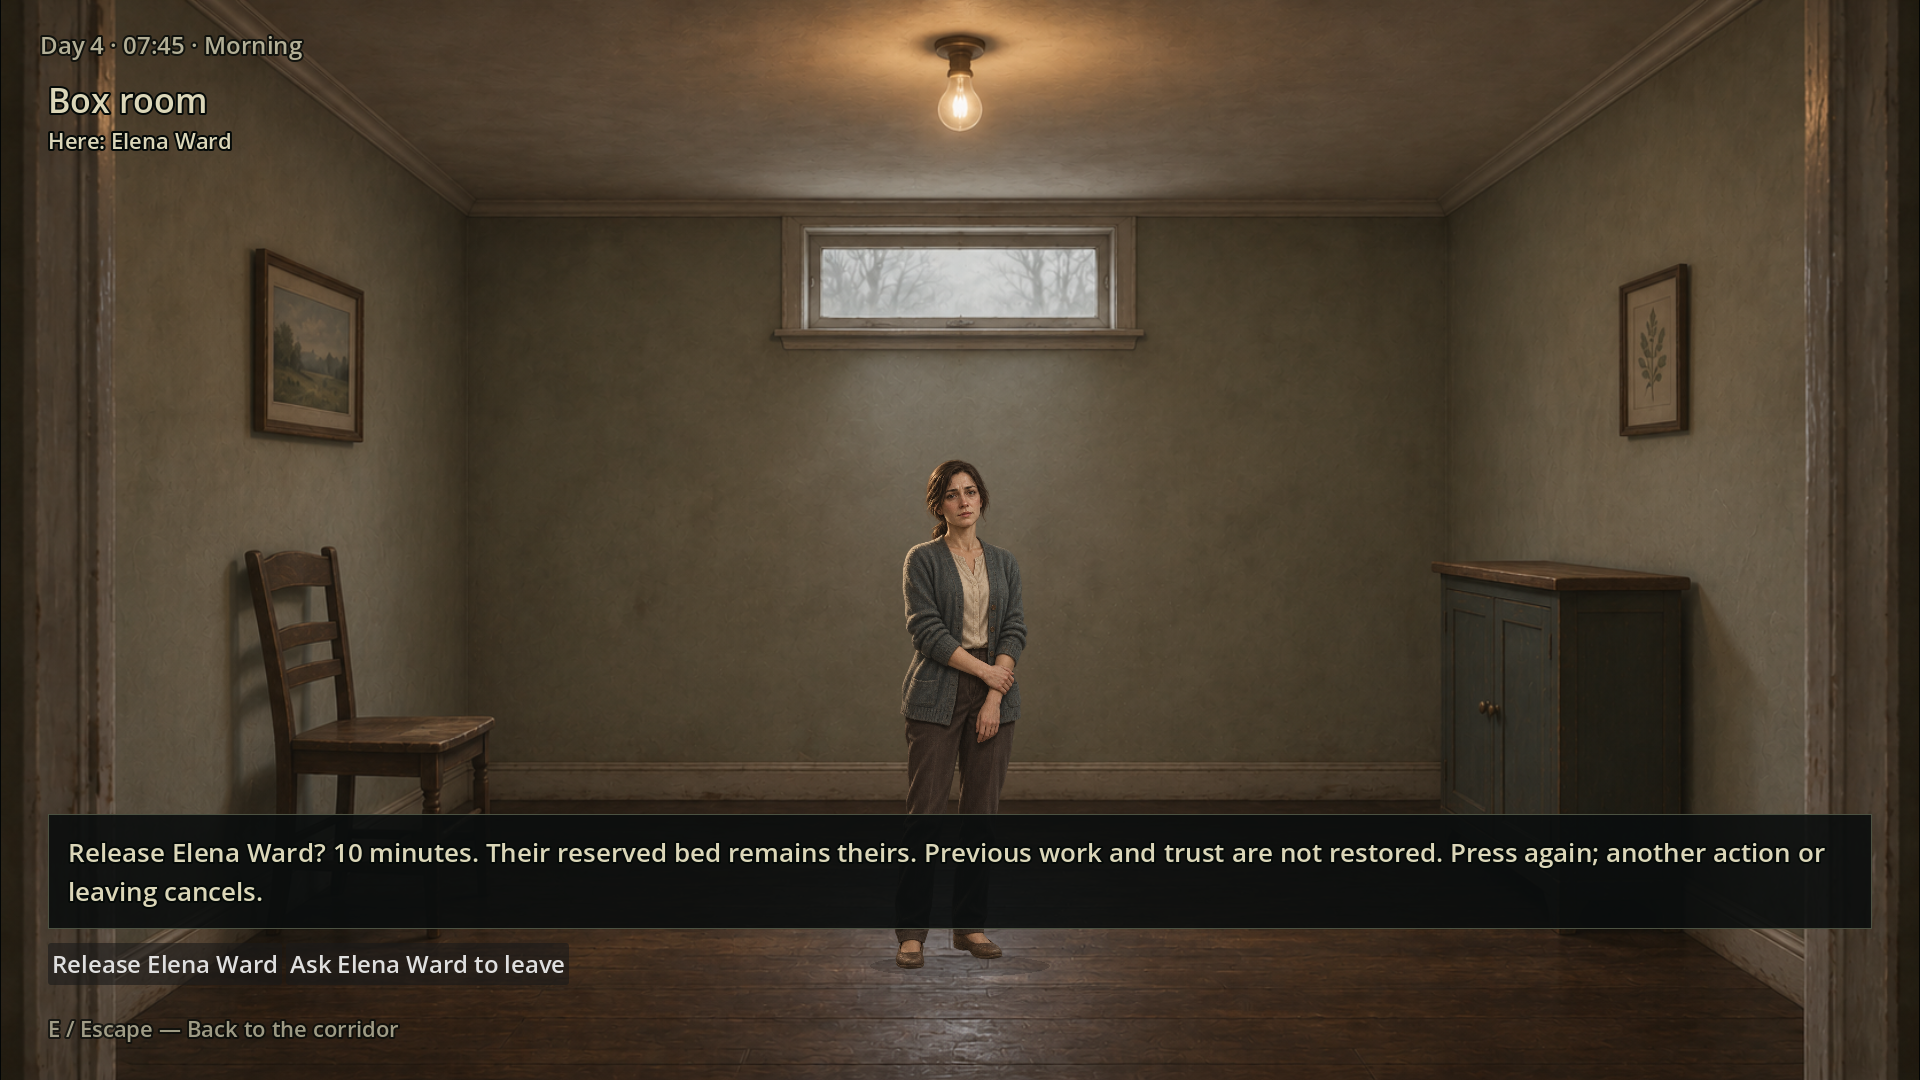 Day 4 · 07:45 · Morning
Box room
Here: Elena Ward
Release Elena Ward? 10 minutes. Their reserved bed remains theirs. Previous work and trust are not restored. Press again; another action or
leaving cancels.
Release Elena Ward  Ask Elena Ward to leave
E / Escape — Back to the corridor